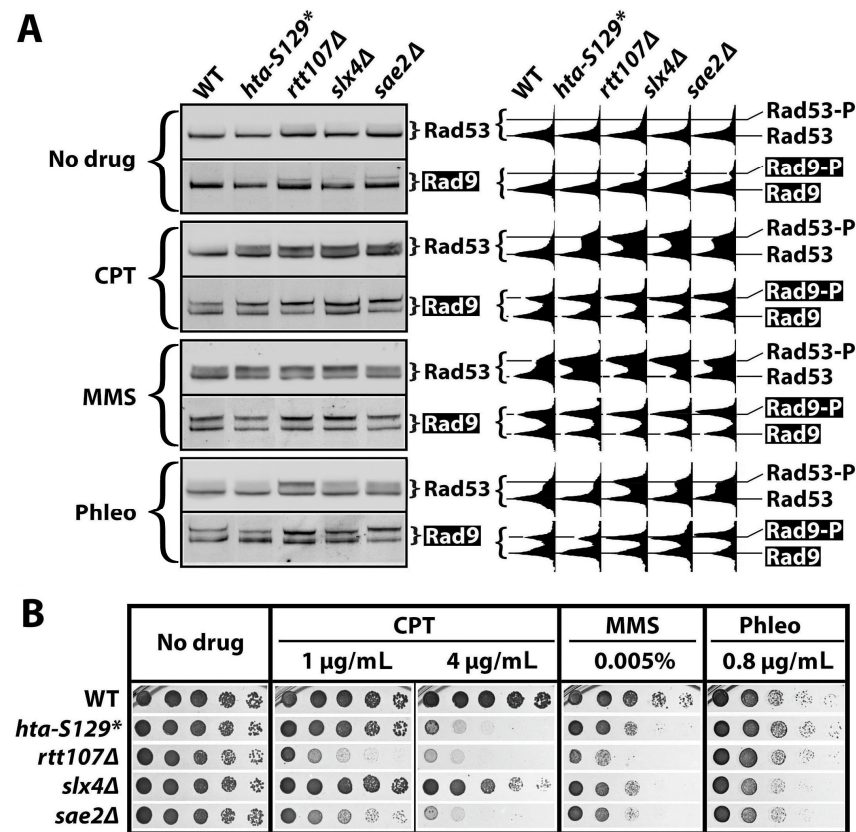 A
WT hta-S129* rtt107Δ slx4Δ sae2Δ WT hta-S129* rtt107Δ slx4Δ sae2Δ
No drug
Rad53
Rad53-P
Rad53
Rad9
Rad9-P
Rad9
CPT
Rad53
Rad53-P
Rad53
Rad9
Rad9-P
Rad9
MMS
Rad53
Rad53-P
Rad53
Rad9
Rad9-P
Rad9
Phleo
Rad53
Rad53-P
Rad53
Rad9
Rad9-P
Rad9
B
No drug CPT MMS Phleo
1 µg/mL 4 µg/mL 0.005% 0.8 µg/mL
WT
hta-S129*
rtt107Δ
slx4Δ
sae2Δ